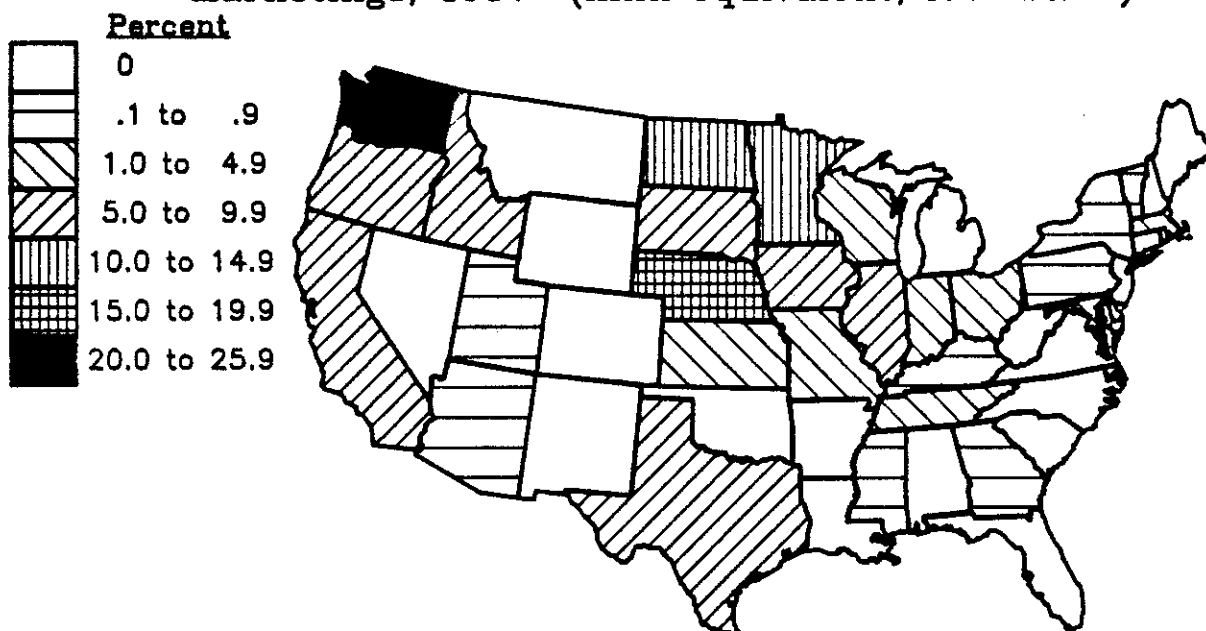 Percent
0
.1 to .9
1.0 to 4.9
5.0 to 9.9
10.0 to 14.9
15.0 to 19.9
20.0 to 25.9